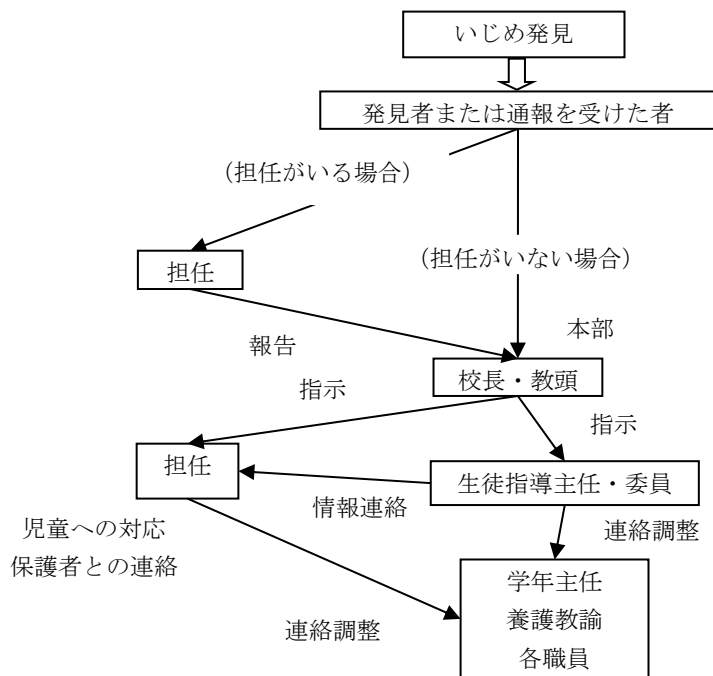 いじめ発見
発見者または通報を受けた者
(担任がいる場合)
(担任がいない場合)
担任
報告
本部
校長・教頭
指示
指示
担任
生徒指導主任・委員
情報連絡
児童への対応
保護者との連絡
連絡調整
学年主任
養護教諭
各職員
連絡調整